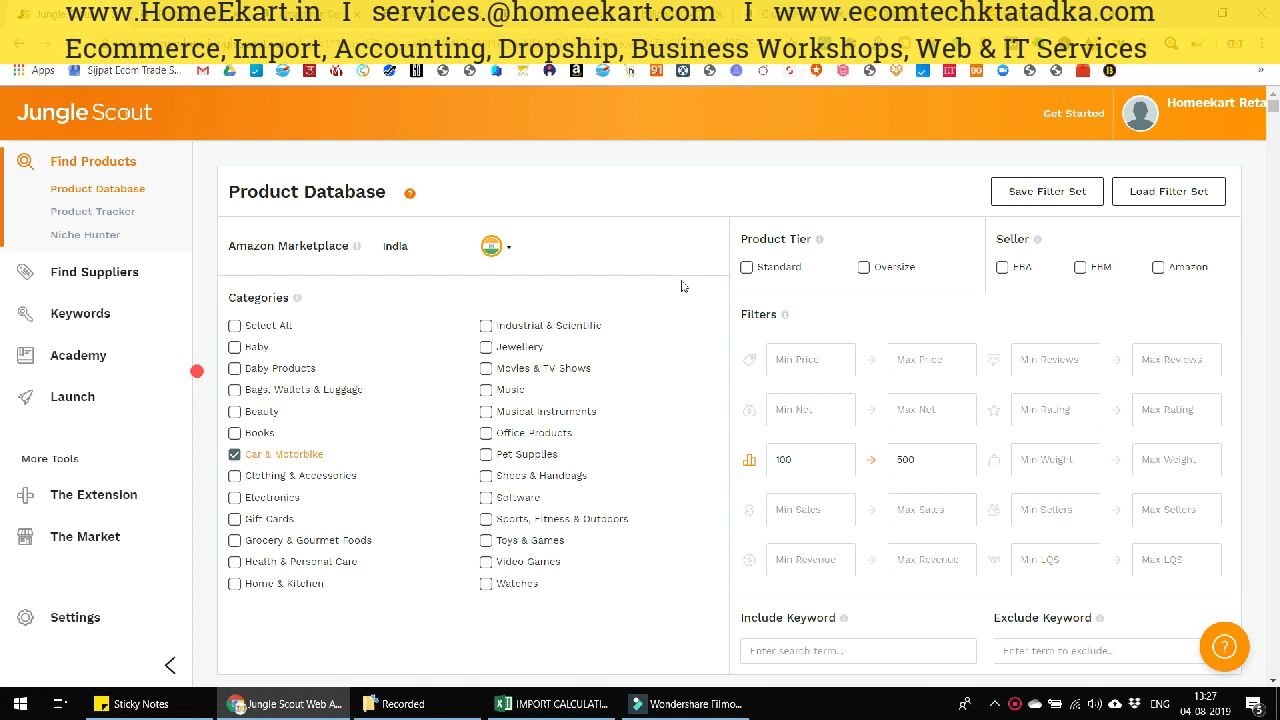 www.HomeEkart.in I services.@homeekart.com I www.ecomtechktatadka.com
Ecommerce, Import, Accounting, Dropship, Business Workshops, Web & IT Services
Apps Sijpat Ecom Trade S...
Jungle Scout
Get Started
Homeekart Reta
Find Products
Product Database
Product Tracker
Niche Hunter
Find Suppliers
Keywords
Academy
Launch
More Tools
The Extension
The Market
Settings
Product Database
Save Filter Set
Load Filter Set
Amazon Marketplace
India
Categories
Select All
Baby
Baby Products
Bags, Wallets & Luggage
Beauty
Books
Car & Motorbike
Clothing & Accessories
Electronics
Gift Cards
Grocery & Gourmet Foods
Health & Personal Care
Home & Kitchen
Industrial & Scientific
Jewellery
Movies & TV Shows
Music
Musical Instruments
Office Products
Pet Supplies
Shoes & Handbags
Software
Sports, Fitness & Outdoors
Toys & Games
Video Games
Watches
Product Tier
Standard
Oversize
Seller
FBA
FBM
Amazon
Filters
Min Price Max Price Min Reviews Max Reviews
Min Net Max Net Min Rating Max Rating
100 500 Min Weight Max Weight
Min Sales Max Sales Min Sellers Max Sellers
Min Revenue Max Revenue Min LQS Max LQS
Include Keyword
Enter search term...
Exclude Keyword
Enter term to exclude...
Sticky Notes
Jungle Scout Web A...
Recorded
IMPORT CALCULATI...
Wondershare Filmo...
ENG
13:27
04-08-2019
5